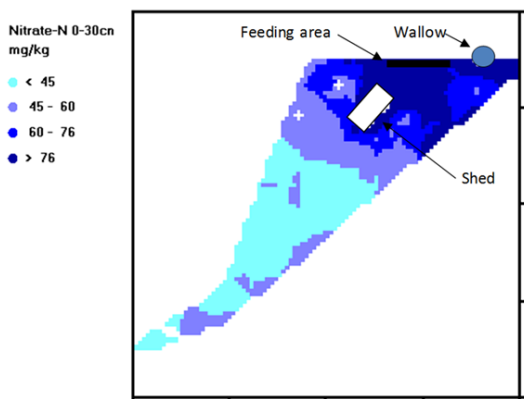 Nitrate-N 0-30cn
mg/kg
< 45
45 - 60
60 - 76
> 76
Feeding area
Wallow
Shed